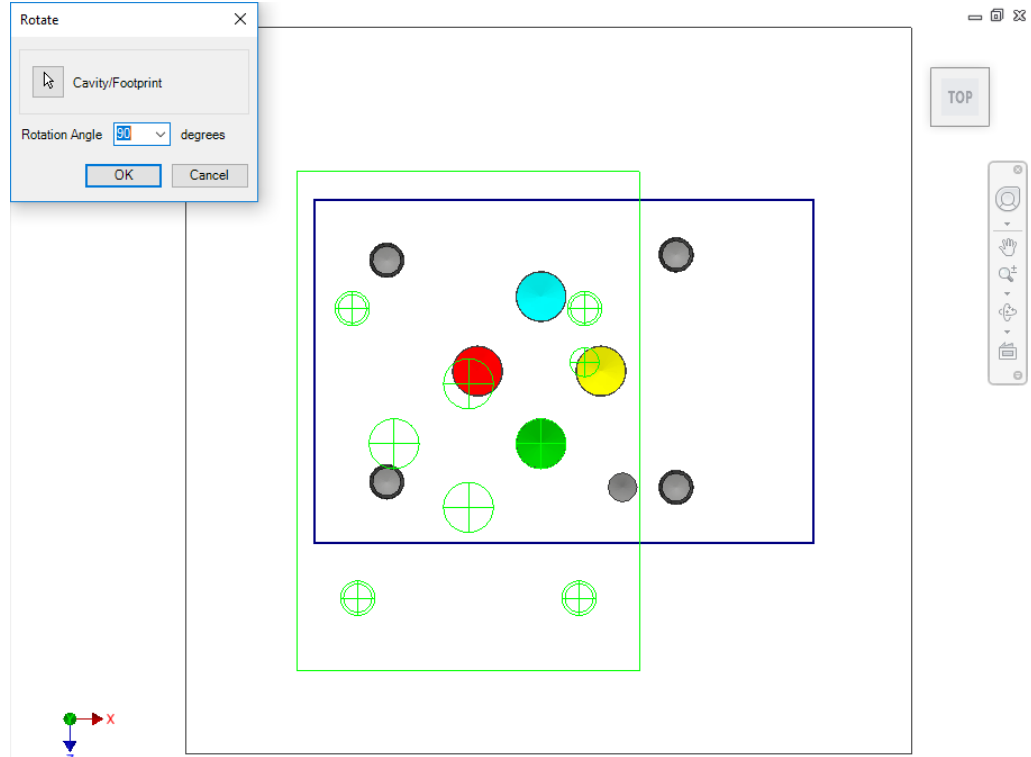 Rotate
Cavity/Footprint
Rotation Angle 90 degrees
OK Cancel
TOP
X
Z